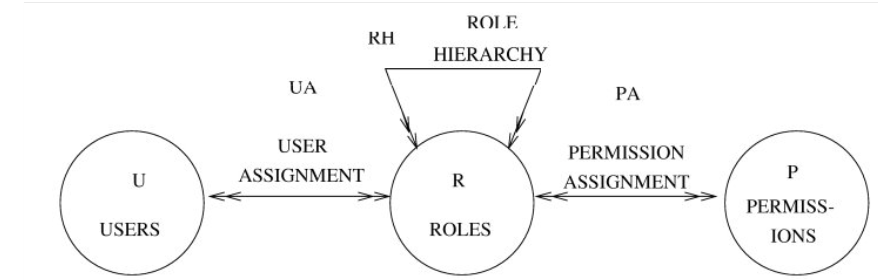 ROLE
RH
HIERARCHY
UA
PA
USER
ASSIGNMENT
PERMISSION
ASSIGNMENT
U
USERS
R
ROLES
P
PERMISS-
IONS